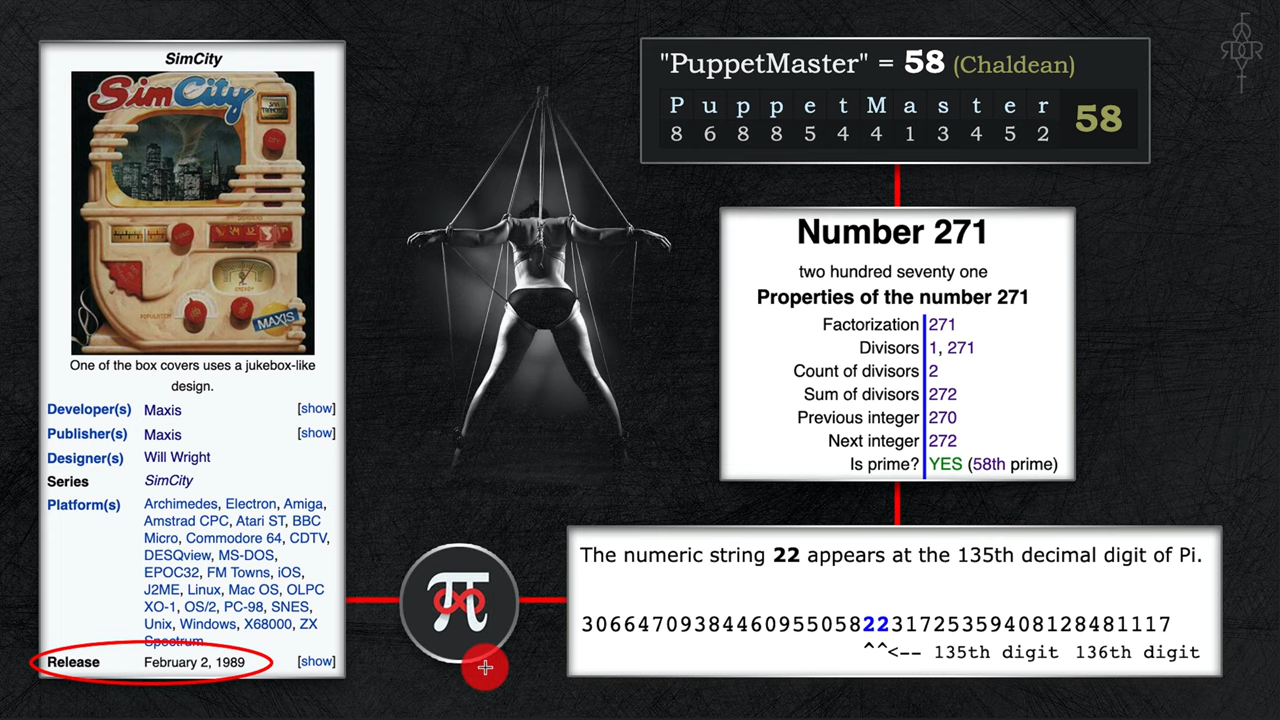 SimCity
SimCity
MAXIS
One of the box covers uses a jukebox-like
design.
Developer(s) Maxis [show]
Publisher(s) Maxis [show]
Designer(s) Will Wright
Series SimCity
Platform(s) Archimedes, Electron, Amiga,
Amstrad CPC, Atari ST, BBC
Micro, Commodore 64, CDTV,
DESQview, MS-DOS,
EPOC32, FM Towns, iOS,
J2ME, Linux, Mac OS, OLPC
XO-1, OS/2, PC-98, SNES,
Unix, Windows, X68000, ZX
Spectrum
Release February 2, 1989 [show]
"PuppetMaster" = 58 (Chaldean)
P u p p e t M a s t e r
8 6 8 8 5 4 4 1 3 4 5 2 58
Number 271
two hundred seventy one
Properties of the number 271
Factorization 271
Divisors 1, 271
Count of divisors 2
Sum of divisors 272
Previous integer 270
Next integer 272
Is prime? YES (58th prime)
π
The numeric string 22 appears at the 135th decimal digit of Pi.
30664709384460955058223172535940812848​1117
^^<-- 135th digit 136th digit